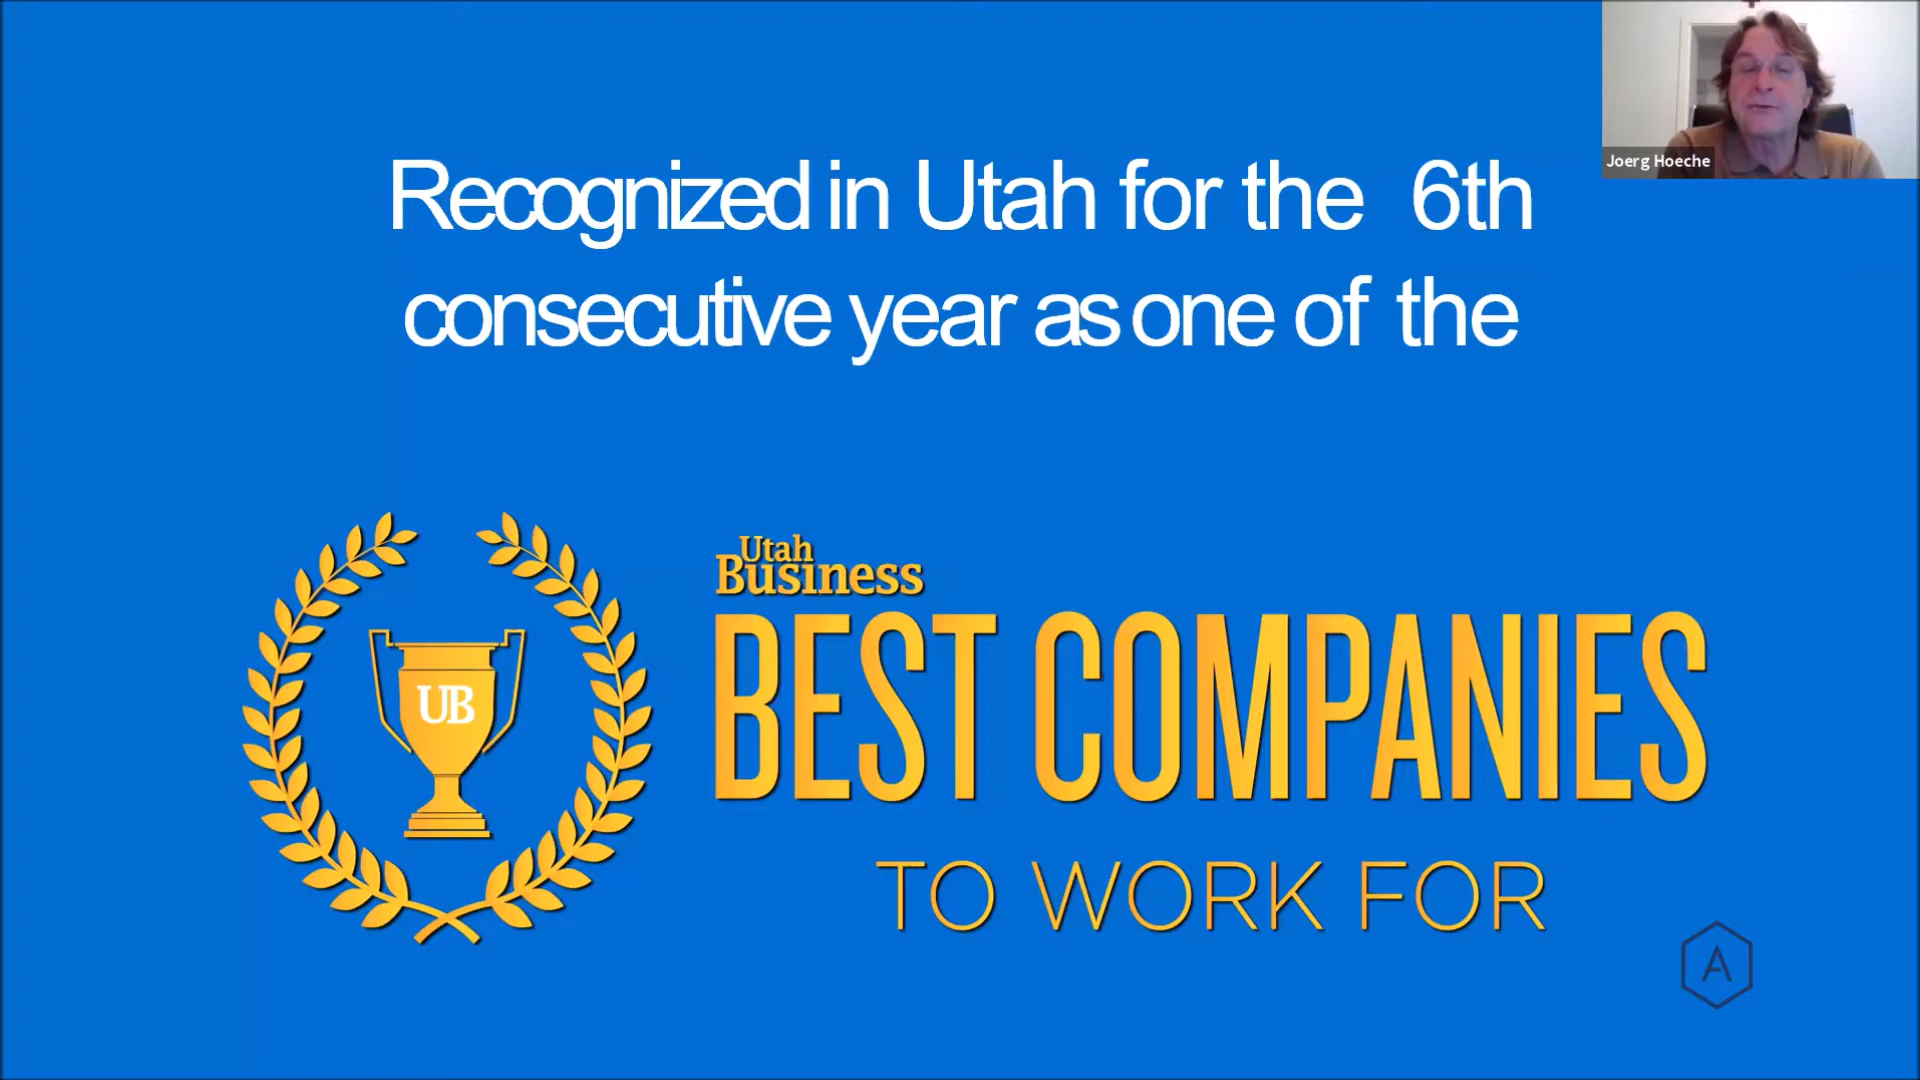 Joerg Hoeche
Recognized in Utah for the 6th
consecutive year as one of the
Utah
Business
BEST COMPANIES
UB
TO WORK FOR
A